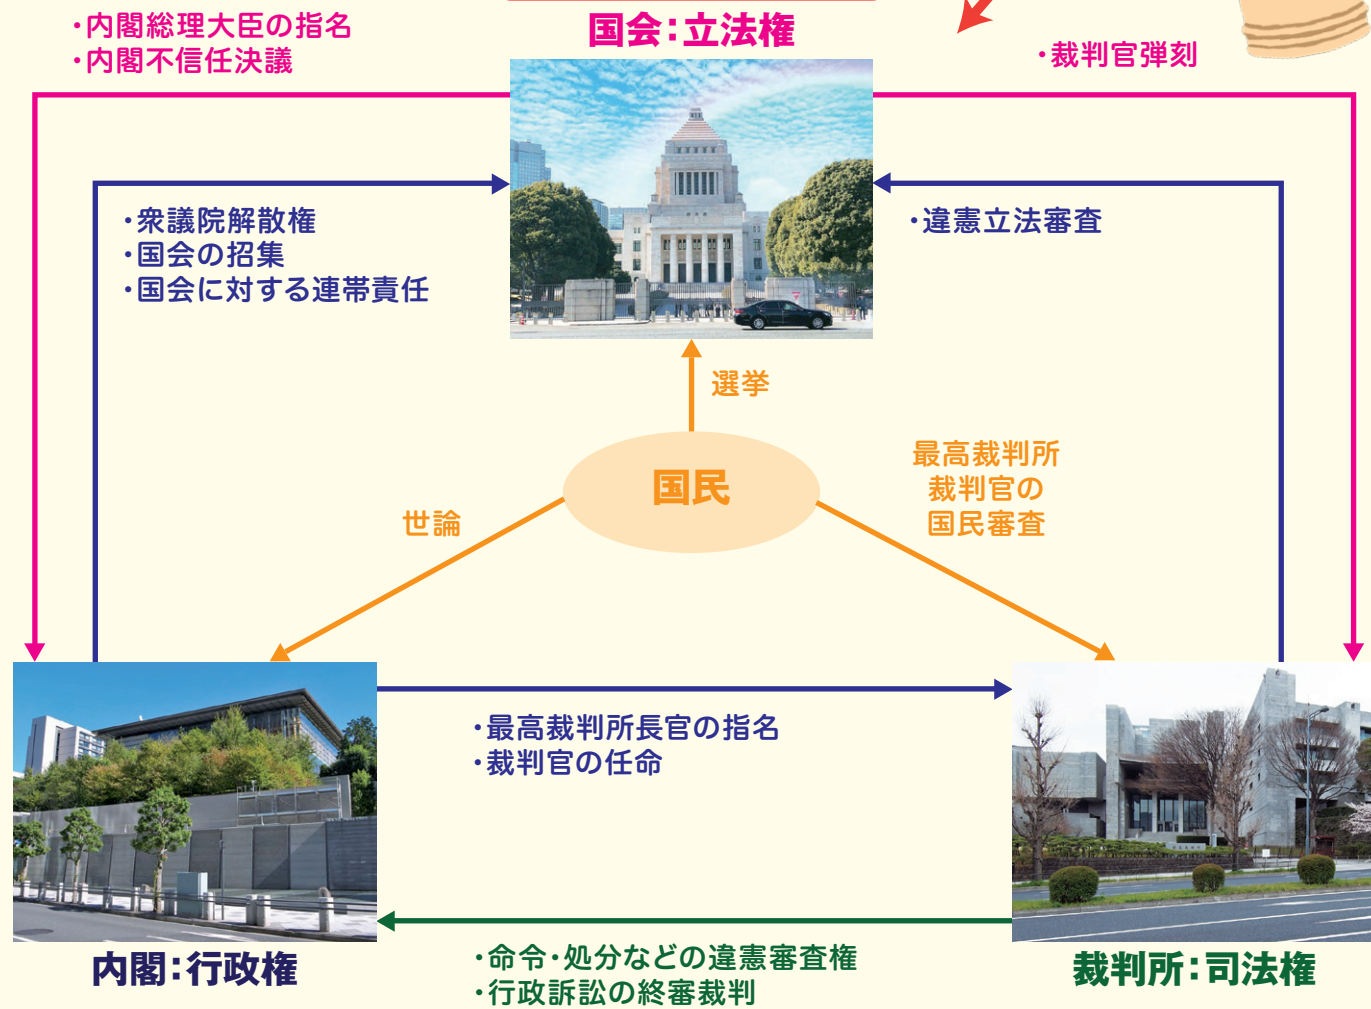 ・内閣総理大臣の指名
・内閣不信任決議
国会：立法権
・裁判官弾刻
・衆議院解散権
・国会の招集
・国会に対する連帯責任
・違憲立法審査
選挙
国民
世論
最高裁判所
裁判官の
国民審査
・最高裁判所長官の指名
・裁判官の任命
内閣：行政権
・命令・処分などの違憲審査権
・行政訴訟の終審裁判
裁判所：司法権